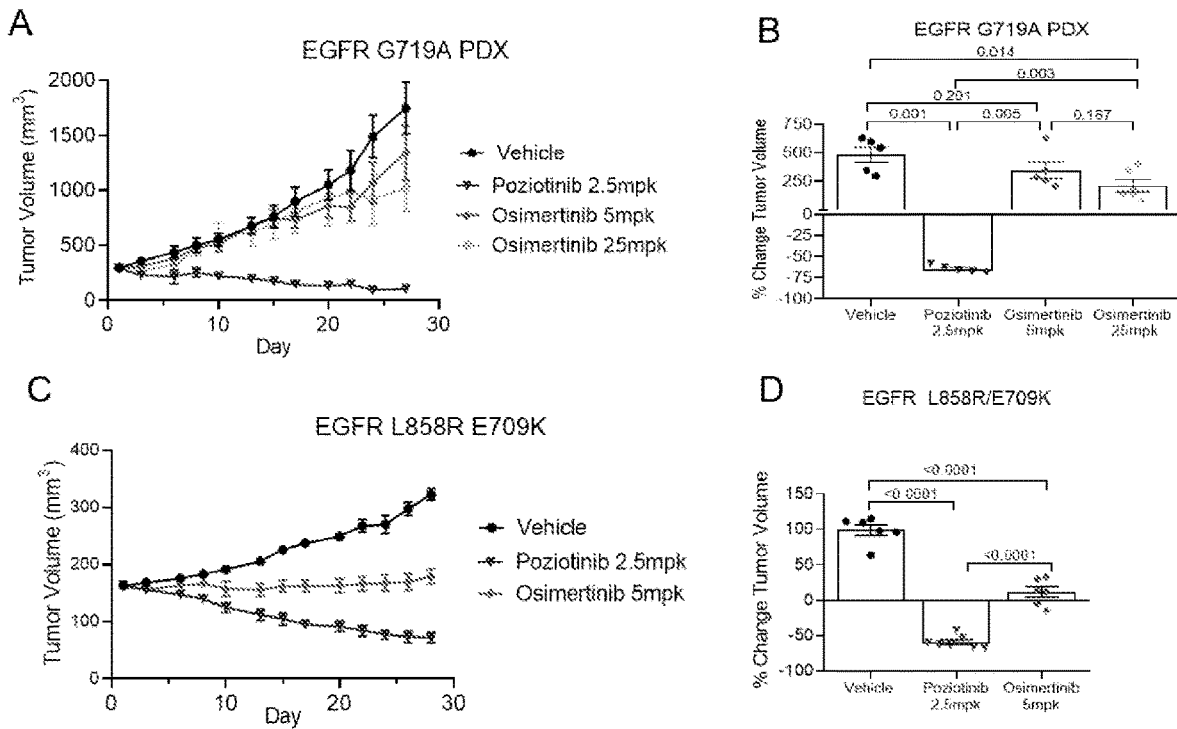 A
EGFR G719A PDX
Tumor Volume (mm³)
2000
1500
1000
500
0
0
10
20
30
Day
Vehicle
Poziotinib 2.5mpk
Osimertinib 5mpk
Osimertinib 25mpk
B
EGFR G719A PDX
0.014
0.003
0.201
0.001
0.005
0.167
% Change Tumor Volume
750
500
250
0
-25
-50
-75
-100
Vehicle
Poziotinib
2.5mpk
Osimertinib
5mpk
Osimertinib
25mpk
C
EGFR L858R E709K
Tumor Volume (mm³)
400
300
200
100
0
0
10
20
30
Day
Vehicle
Poziotinib 2.5mpk
Osimertinib 5mpk
D
EGFR L858R/E709K
<0.0001
<0.0001
<0.0001
% Change Tumor Volume
150
100
50
0
-50
-100
Vehicle
Poziotinib
2.5mpk
Osimertinib
5mpk